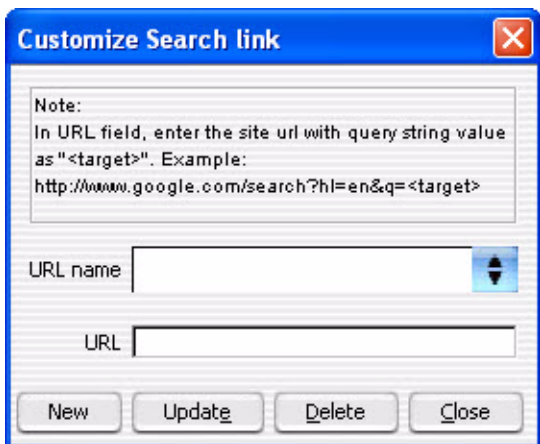 Customize Search link
Note:
In URL field, enter the site url with query string value
as "<target>". Example:
http://www.google.com/search?hl=en&q=<target>
URL name
URL
New Update Delete Close